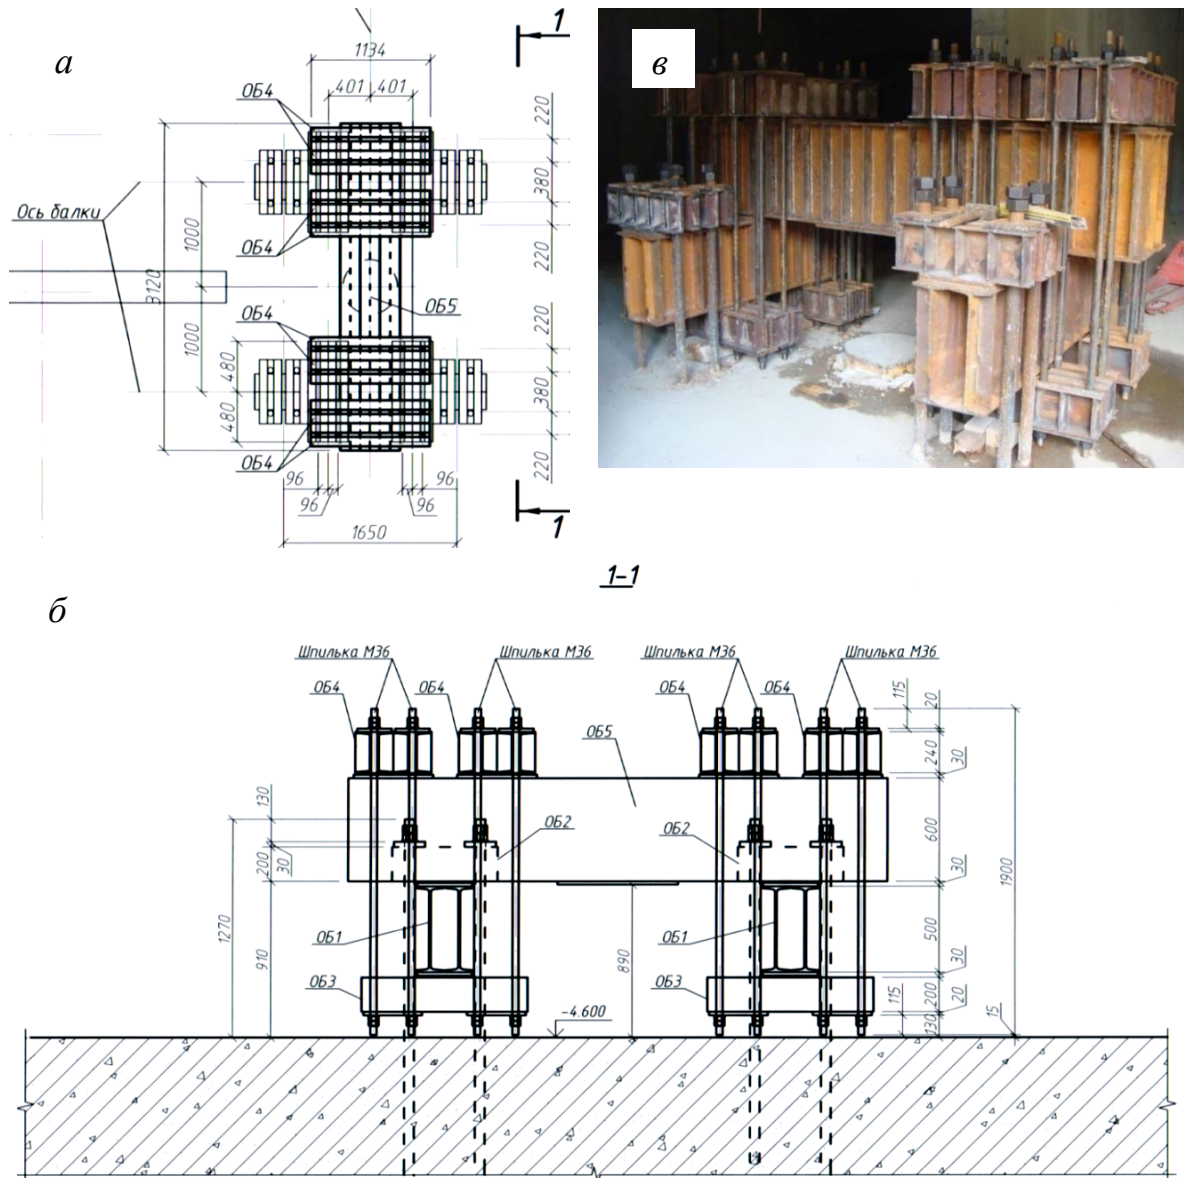 а
1134
1
401 401
ОБ4
220
380
220
Ось балки
1000
3120
ОБ4
ОБ5
220
1000
ОБ4
480
380
480
ОБ4
220
96
96
96
96
1650
1
в
1-1
б
Шпилька М36
Шпилька М36
Шпилька М36
Шпилька М36
ОБ4
ОБ4
ОБ4
ОБ4
115
20
ОБ5
240
30
130
ОБ2
ОБ2
600
200
30
30
1900
1270
ОБ1
ОБ1
910
890
500
30
ОБ3
ОБ3
115
200
20
-4.600
130
15